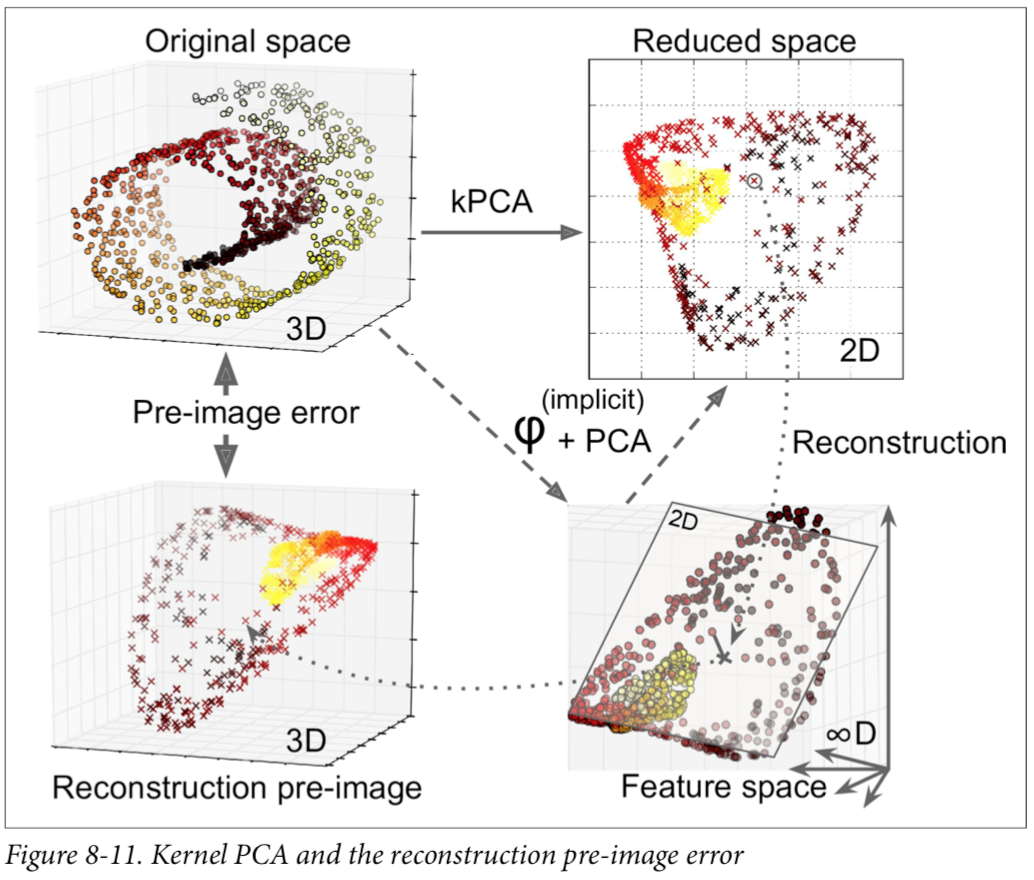 Original space
Reduced space
kPCA
3D
2D
Pre-image error
(implicit)
φ + PCA
Reconstruction
2D
3D
∞D
Reconstruction pre-image
Feature space
Figure 8-11. Kernel PCA and the reconstruction pre-image error